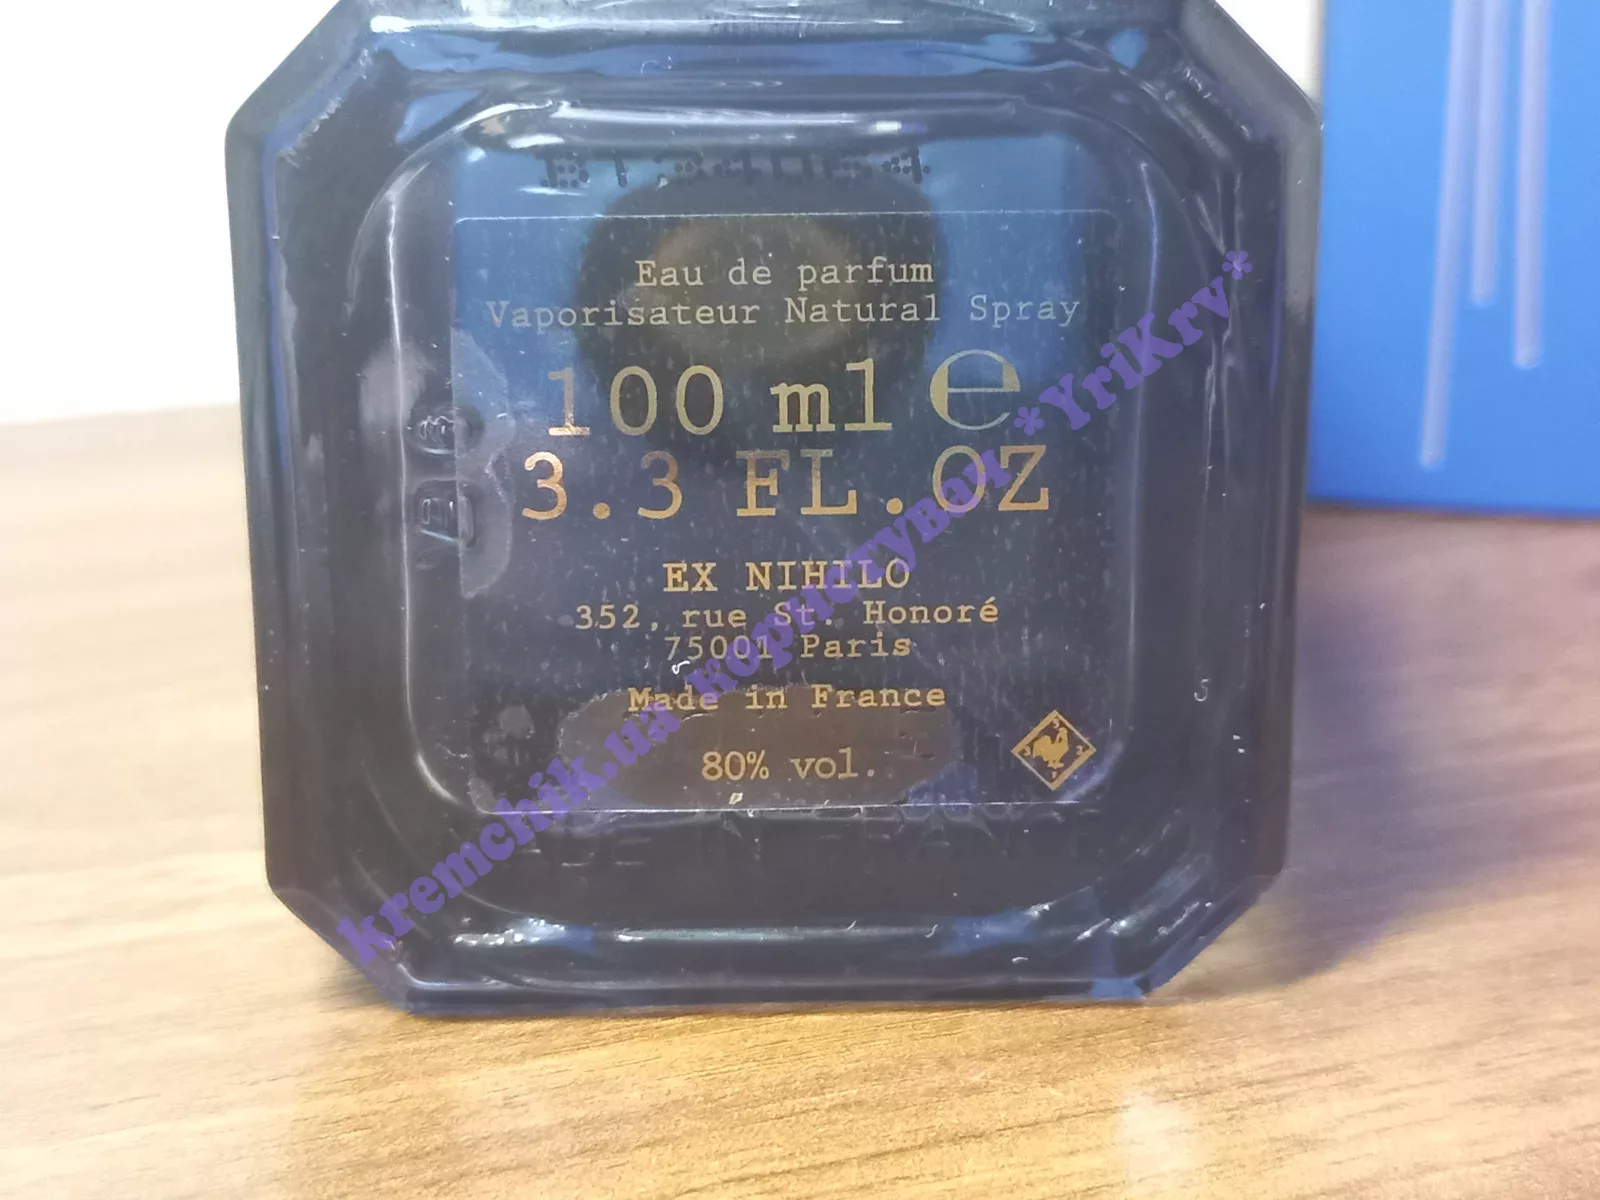 Eau de parfum
Vaporisateur Natural Spray
100 ml ℮
3.3 FL.OZ
EX NIHILO
352, rue St. Honoré
75001 Paris
Made in France
80% vol.
kremchik.ua користувач *YriKrv*